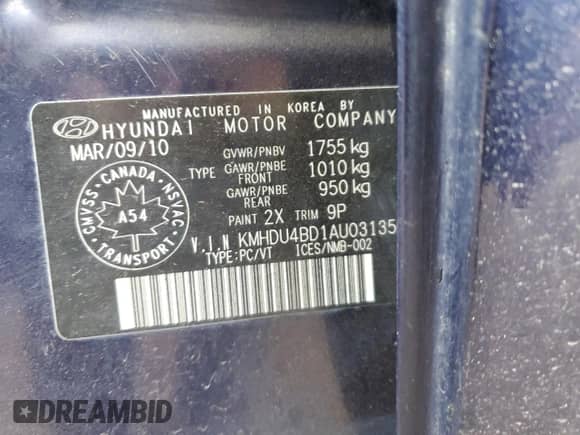 MANUFACTURED IN KOREA BY
HYUNDAI MOTOR COMPANY
MAR/09/10
GVWR/PNBV 1755 kg
TYPE GAWR/PNBE FRONT 1010 kg
GAWR/PNBE REAR 950 kg
PAINT 2X TRIM 9P
V.I.N KMHDU4BD1AU03135
TYPE:PC/VT ICES/NMB-002
CANADA
NSVAC
TRANSPORT
CMVSS
A54
DREAMBID